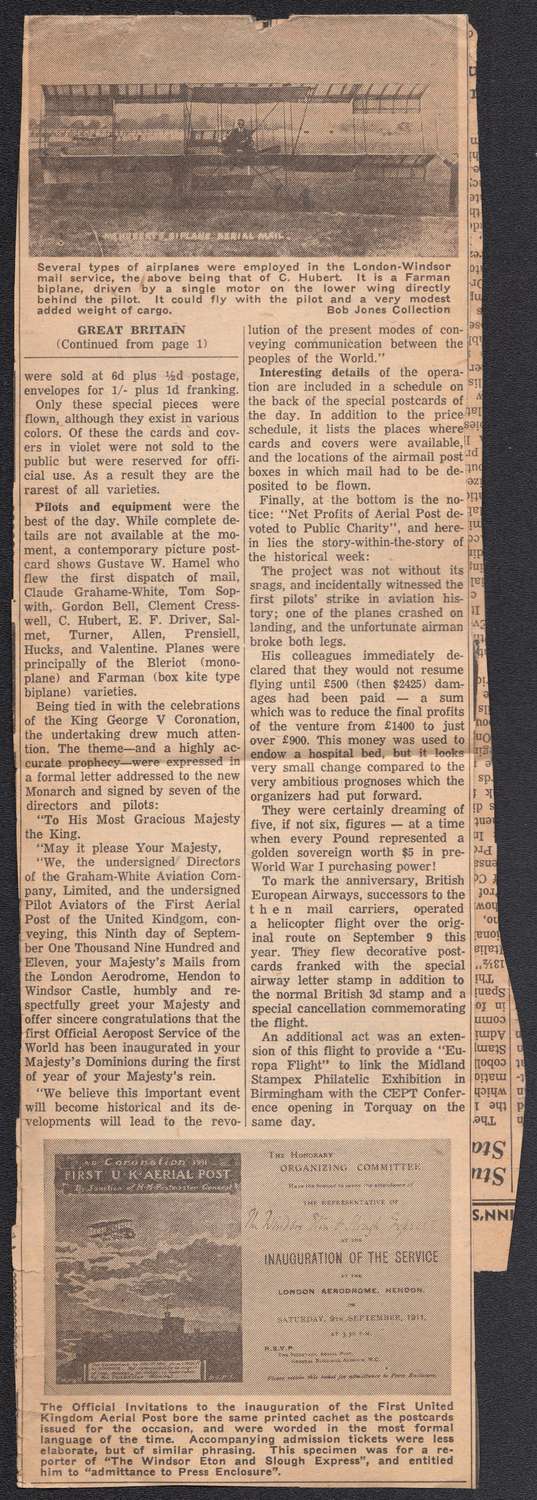 HUBERT'S BIPLANE AERIAL MAIL.
Several types of airplanes were employed in the London-Windsor
mail service, the above being that of C. Hubert. It is a Farman
biplane, driven by a single motor on the lower wing directly
behind the pilot. It could fly with the pilot and a very modest
added weight of cargo. Bob Jones Collection
GREAT BRITAIN
(Continued from page 1)
were sold at 6d plus ½d postage,
envelopes for 1/- plus 1d franking.
Only these special pieces were
flown, although they exist in various
colors. Of these the cards and cov-
ers in violet were not sold to the
public but were reserved for offi-
cial use. As a result they are the
rarest of all varieties.
Pilots and equipment were the
best of the day. While complete de-
tails are not available at the mo-
ment, a contemporary picture post-
card shows Gustave W. Hamel who
flew the first dispatch of mail,
Claude Grahame-White, Tom Sop-
with, Gordon Bell, Clement Cress-
well, C. Hubert, E. F. Driver, Sal-
met, Turner, Allen, Prensiell,
Hucks, and Valentine. Planes were
principally of the Bleriot (mono-
plane) and Farman (box kite type
biplane) varieties.
Being tied in with the celebrations
of the King George V Coronation,
the undertaking drew much atten-
tion. The theme—and a highly ac-
curate prophecy—were expressed in
a formal letter addressed to the new
Monarch and signed by seven of the
directors and pilots:
"To His Most Gracious Majesty
the King.
"May it please Your Majesty,
"We, the undersigned Directors
of the Graham-White Aviation Com-
pany, Limited, and the undersigned
Pilot Aviators of the First Aerial
Post of the United Kindgom, con-
veying, this Ninth day of Septem-
ber One Thousand Nine Hundred and
Eleven, your Majesty's Mails from
the London Aerodrome, Hendon to
Windsor Castle, humbly and re-
spectfully greet your Majesty and
offer sincere congratulations that the
first Official Aeropost Service of the
World has been inaugurated in your
Majesty's Dominions during the first
of year of your Majesty's rein.
"We believe this important event
will become historical and its de-
velopments will lead to the revo-
lution of the present modes of con-
veying communication between the
peoples of the World."
Interesting details of the opera-
tion are included in a schedule on
the back of the special postcards of
the day. In addition to the price
schedule, it lists the places where
cards and covers were available,
and the locations of the airmail post
boxes in which mail had to be de-
posited to be flown.
Finally, at the bottom is the no-
tice: "Net Profits of Aerial Post de-
voted to Public Charity", and here-
in lies the story-within-the-story of
the historical week:
The project was not without its
snags, and incidentally witnessed the
first pilots' strike in aviation his-
tory; one of the planes crashed on
landing, and the unfortunate airman
broke both legs.
His colleagues immediately de-
clared that they would not resume
flying until £500 (then $2425) dam-
ages had been paid — a sum
which was to reduce the final profits
of the venture from £1400 to just
over £900. This money was used to
endow a hospital bed, but it looks
very small change compared to the
very ambitious prognoses which the
organizers had put forward.
They were certainly dreaming of
five, if not six, figures — at a time
when every Pound represented a
golden sovereign worth $5 in pre-
World War I purchasing power!
To mark the anniversary, British
European Airways, successors to the
then mail carriers, operated
a helicopter flight over the orig-
inal route on September 9 this
year. They flew decorative post-
cards franked with the special
airway letter stamp in addition to
the normal British 3d stamp and a
special cancellation commemorating
the flight.
An additional act was an exten-
sion of this flight to provide a "Eu-
ropa Flight" to link the Midland
Stampex Philatelic Exhibition in
Birmingham with the CEPT Confer-
ence opening in Torquay on the
same day.
Coronation 1911
FIRST U·K·AERIAL POST
By Sanction of H·M·Postmaster General
THE HONORARY
ORGANIZING COMMITTEE
Have the honour to invite the attendance of
THE REPRESENTATIVE OF
The Windsor Eton & Slough Express
AT THE
INAUGURATION OF THE SERVICE
AT THE
LONDON AERODROME, HENDON,
ON
SATURDAY, 9TH SEPTEMBER, 1911,
AT 3.30 P.M.
R.S.V.P.
Please retain this ticket for admittance to Press Enclosure.
The Official Invitations to the inauguration of the First United
Kingdom Aerial Post bore the same printed cachet as the postcards
issued for the occasion, and were worded in the most formal
language of the time. Accompanying admission tickets were less
elaborate, but of similar phrasing. This specimen was for a re-
porter of "The Windsor Eton and Slough Express", and entitled
him to "admittance to Press Enclosure".